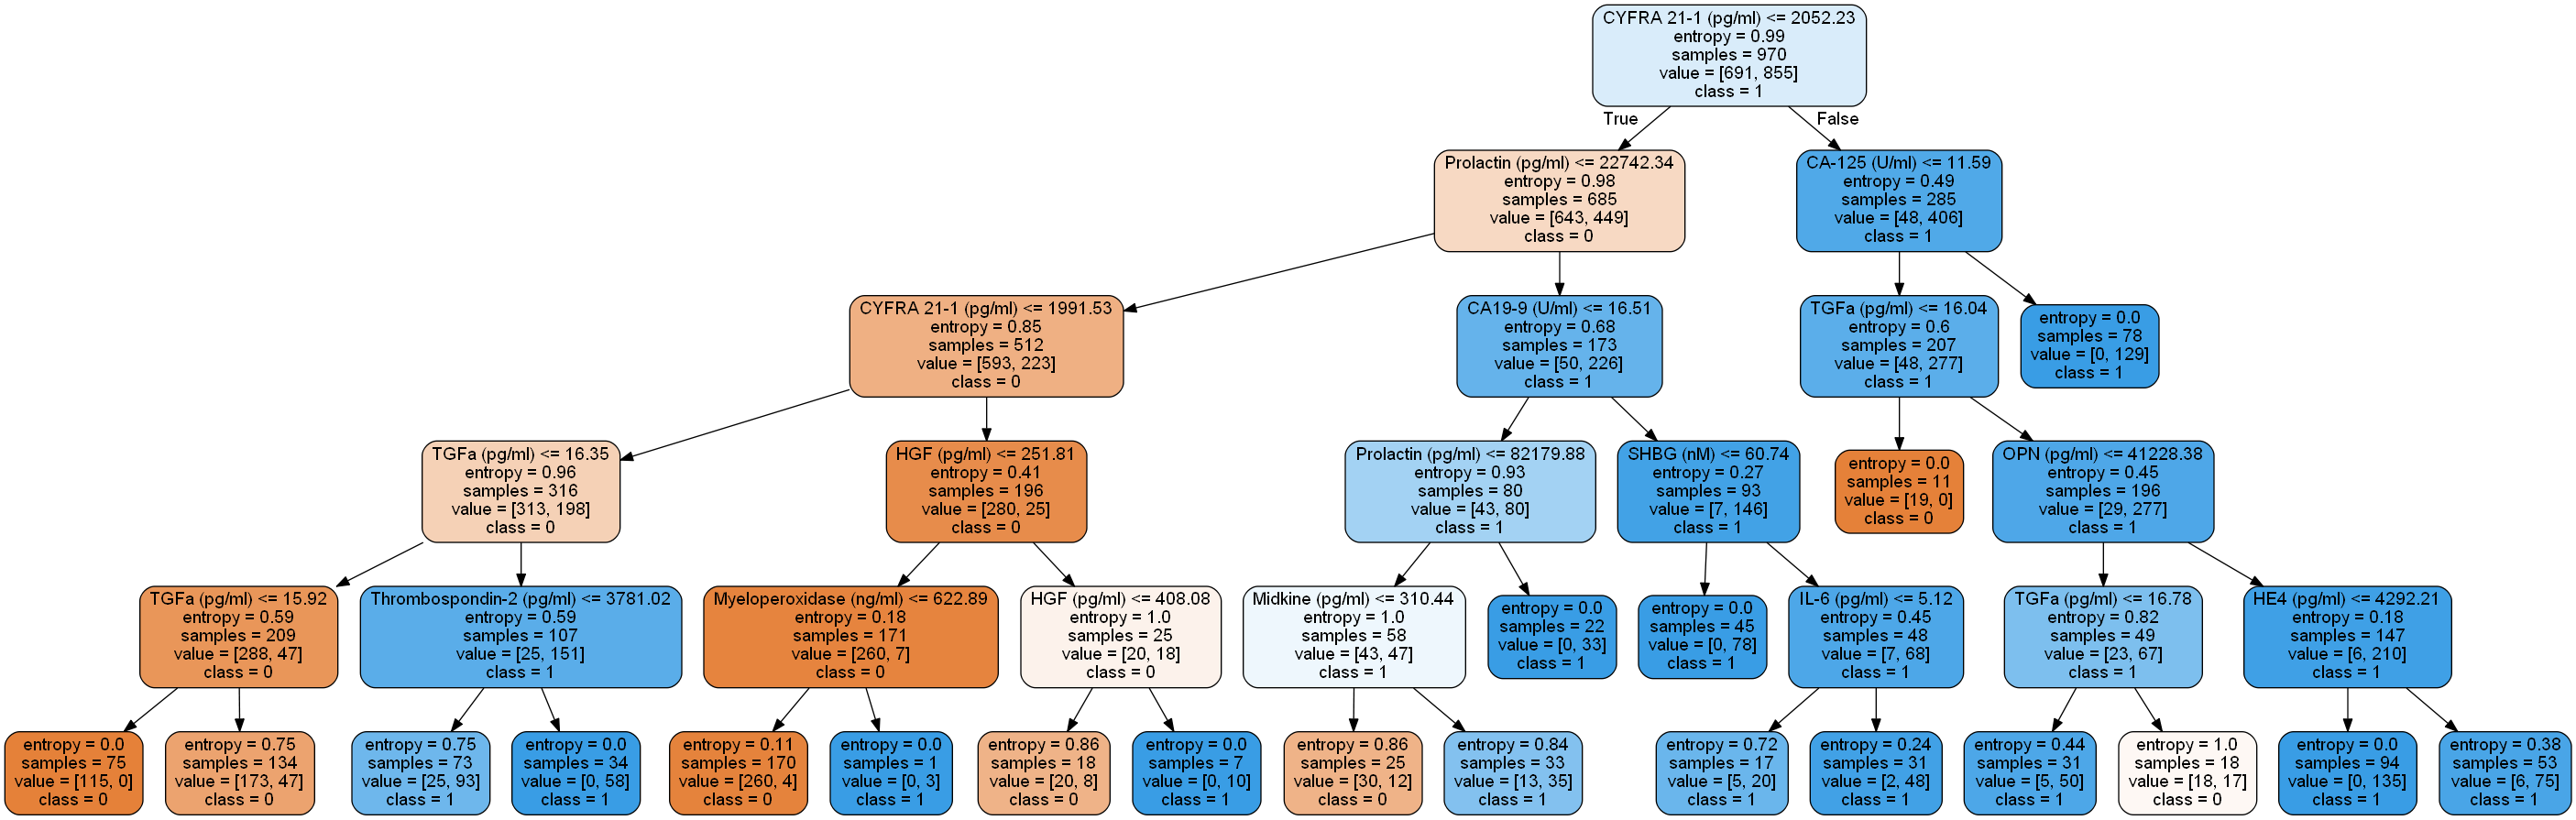 CYFRA 21-1 (pg/ml) <= 2052.23
entropy = 0.99
samples = 970
value = [691, 855]
class = 1
True
False
Prolactin (pg/ml) <= 22742.34
entropy = 0.98
samples = 685
value = [643, 449]
class = 0
CA-125 (U/ml) <= 11.59
entropy = 0.49
samples = 285
value = [48, 406]
class = 1
CYFRA 21-1 (pg/ml) <= 1991.53
entropy = 0.85
samples = 512
value = [593, 223]
class = 0
CA19-9 (U/ml) <= 16.51
entropy = 0.68
samples = 173
value = [50, 226]
class = 1
TGFa (pg/ml) <= 16.04
entropy = 0.6
samples = 207
value = [48, 277]
class = 1
entropy = 0.0
samples = 78
value = [0, 129]
class = 1
TGFa (pg/ml) <= 16.35
entropy = 0.96
samples = 316
value = [313, 198]
class = 0
HGF (pg/ml) <= 251.81
entropy = 0.41
samples = 196
value = [280, 25]
class = 0
Prolactin (pg/ml) <= 82179.88
entropy = 0.93
samples = 80
value = [43, 80]
class = 1
SHBG (nM) <= 60.74
entropy = 0.27
samples = 93
value = [7, 146]
class = 1
entropy = 0.0
samples = 11
value = [19, 0]
class = 0
OPN (pg/ml) <= 41228.38
entropy = 0.45
samples = 196
value = [29, 277]
class = 1
TGFa (pg/ml) <= 15.92
entropy = 0.59
samples = 209
value = [288, 47]
class = 0
Thrombospondin-2 (pg/ml) <= 3781.02
entropy = 0.59
samples = 107
value = [25, 151]
class = 1
Myeloperoxidase (ng/ml) <= 622.89
entropy = 0.18
samples = 171
value = [260, 7]
class = 0
HGF (pg/ml) <= 408.08
entropy = 1.0
samples = 25
value = [20, 18]
class = 0
Midkine (pg/ml) <= 310.44
entropy = 1.0
samples = 58
value = [43, 47]
class = 1
entropy = 0.0
samples = 22
value = [0, 33]
class = 1
entropy = 0.0
samples = 45
value = [0, 78]
class = 1
IL-6 (pg/ml) <= 5.12
entropy = 0.45
samples = 48
value = [7, 68]
class = 1
TGFa (pg/ml) <= 16.78
entropy = 0.82
samples = 49
value = [23, 67]
class = 1
HE4 (pg/ml) <= 4292.21
entropy = 0.18
samples = 147
value = [6, 210]
class = 1
entropy = 0.0
samples = 75
value = [115, 0]
class = 0
entropy = 0.75
samples = 134
value = [173, 47]
class = 0
entropy = 0.75
samples = 73
value = [25, 93]
class = 1
entropy = 0.0
samples = 34
value = [0, 58]
class = 1
entropy = 0.11
samples = 170
value = [260, 4]
class = 0
entropy = 0.0
samples = 1
value = [0, 3]
class = 1
entropy = 0.86
samples = 18
value = [20, 8]
class = 0
entropy = 0.0
samples = 7
value = [0, 10]
class = 1
entropy = 0.86
samples = 25
value = [30, 12]
class = 0
entropy = 0.84
samples = 33
value = [13, 35]
class = 1
entropy = 0.72
samples = 17
value = [5, 20]
class = 1
entropy = 0.24
samples = 31
value = [2, 48]
class = 1
entropy = 0.44
samples = 31
value = [5, 50]
class = 1
entropy = 1.0
samples = 18
value = [18, 17]
class = 0
entropy = 0.0
samples = 94
value = [0, 135]
class = 1
entropy = 0.38
samples = 53
value = [6, 75]
class = 1